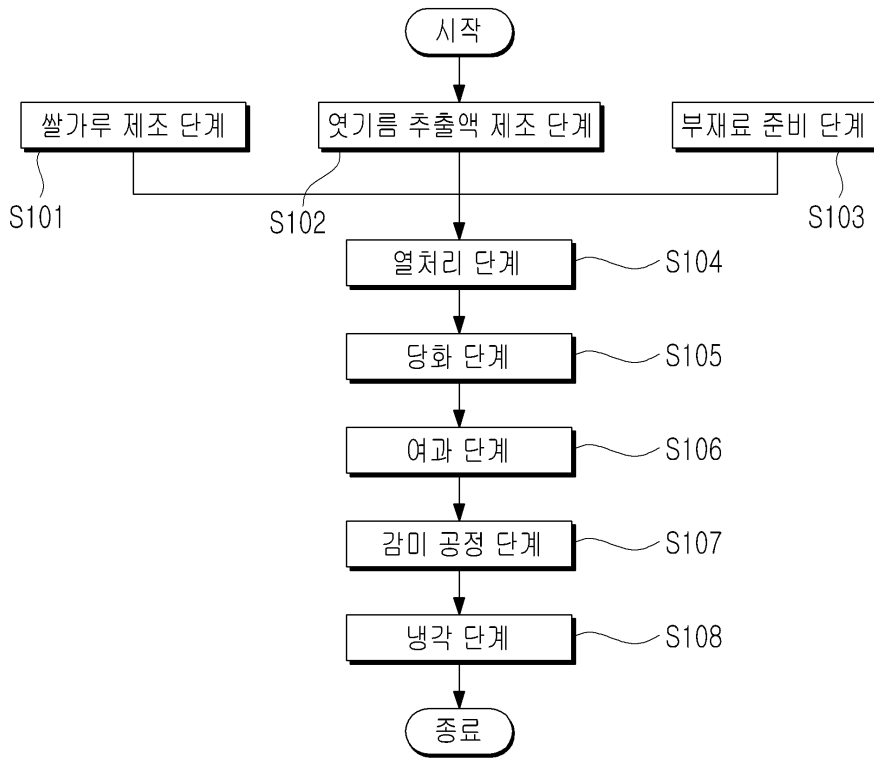 시작
쌀가루 제조 단계
엿기름 추출액 제조 단계
부재료 준비 단계
S101
S102
S103
열처리 단계
S104
당화 단계
S105
여과 단계
S106
감미 공정 단계
S107
냉각 단계
S108
종료